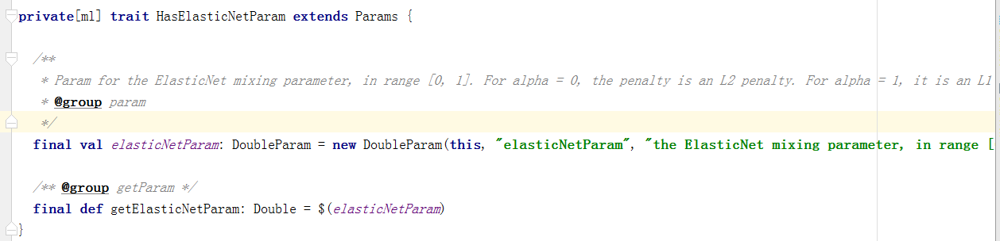 private[ml] trait HasElasticNetParam extends Params {
/**
* Param for the ElasticNet mixing parameter, in range [0, 1]. For alpha = 0, the penalty is an L2 penalty. For alpha = 1, it is an L1
* @group param
*/
final val elasticNetParam: DoubleParam = new DoubleParam(this, "elasticNetParam", "the ElasticNet mixing parameter, in range [
/** @group getParam */
final def getElasticNetParam: Double = $(elasticNetParam)
}